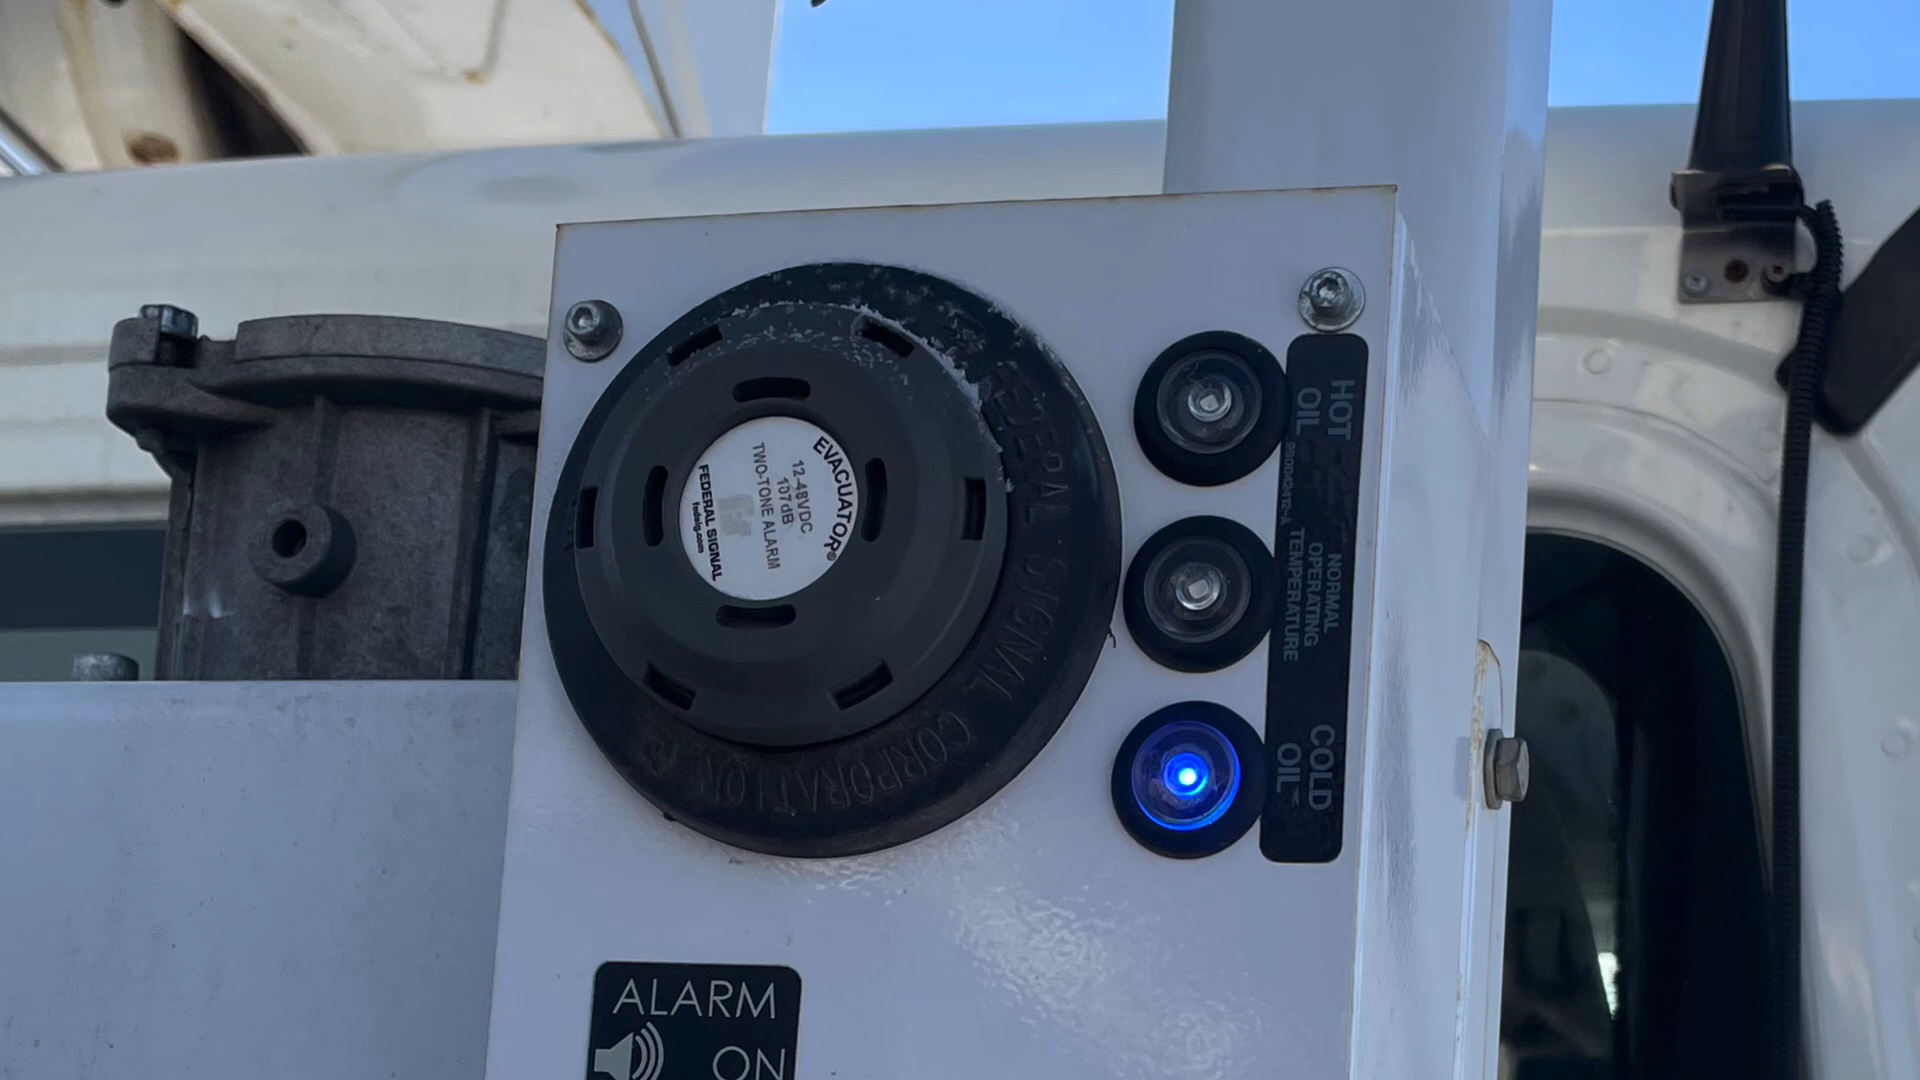 EVACUATOR®
12-48VDC
107dB
TWO-TONE ALARM
FEDERAL SIGNAL
fedsig.com
FEDERAL SIGNAL CORPORATION
HOT
OIL
NORMAL
OPERATING
TEMPERATURE
COLD
OIL
ALARM
ON